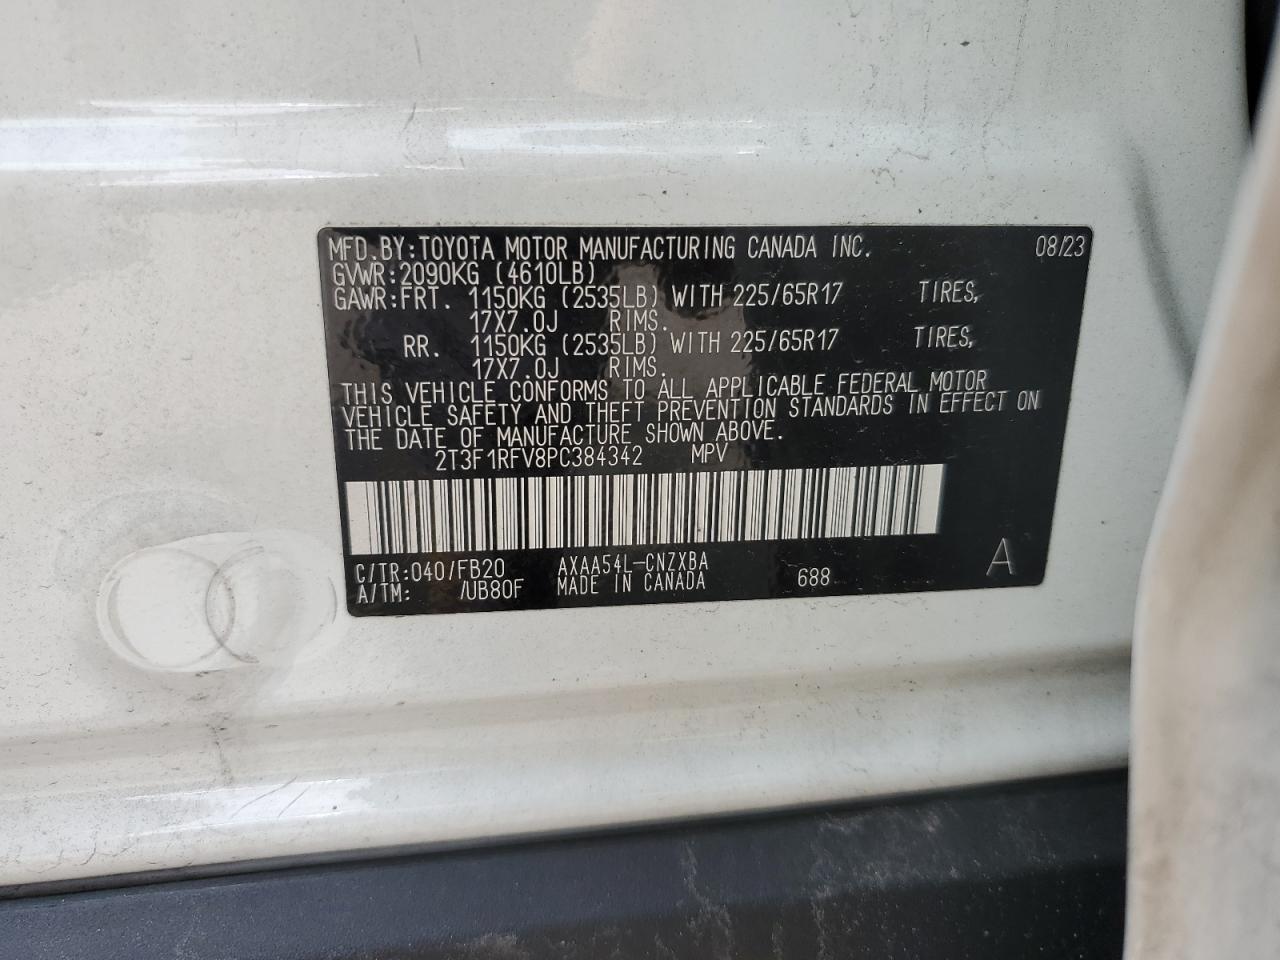 MFD.BY:TOYOTA MOTOR MANUFACTURING CANADA INC. 08/23
GVWR:2090KG (4610LB)
GAWR:FRT. 1150KG (2535LB) WITH 225/65R17 TIRES,
17X7.0J RIMS.
RR. 1150KG (2535LB) WITH 225/65R17 TIRES,
17X7.0J RIMS.
THIS VEHICLE CONFORMS TO ALL APPLICABLE FEDERAL MOTOR
VEHICLE SAFETY AND THEFT PREVENTION STANDARDS IN EFFECT ON
THE DATE OF MANUFACTURE SHOWN ABOVE.
2T3F1RFV8PC384342 MPV
C/TR:040/FB20 AXAA54L-CNZXBA
A/TM: /UB80F MADE IN CANADA 688 A